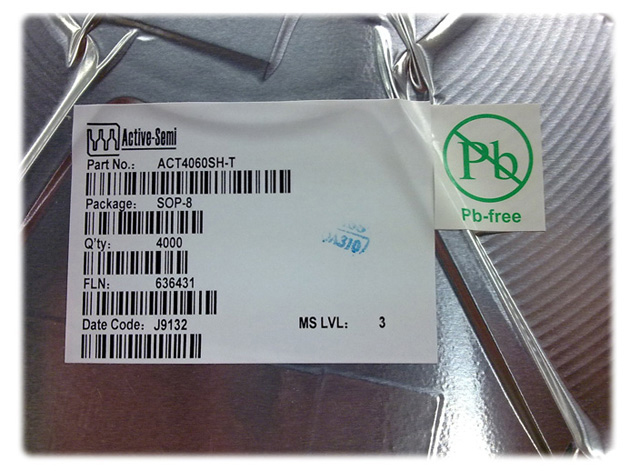 Active-Semi
Part No.: ACT4060SH-T
Package: SOP-8
Q'ty: 4000
FLN: 636431
Date Code: J9132
MS LVL: 3
Pb
Pb-free